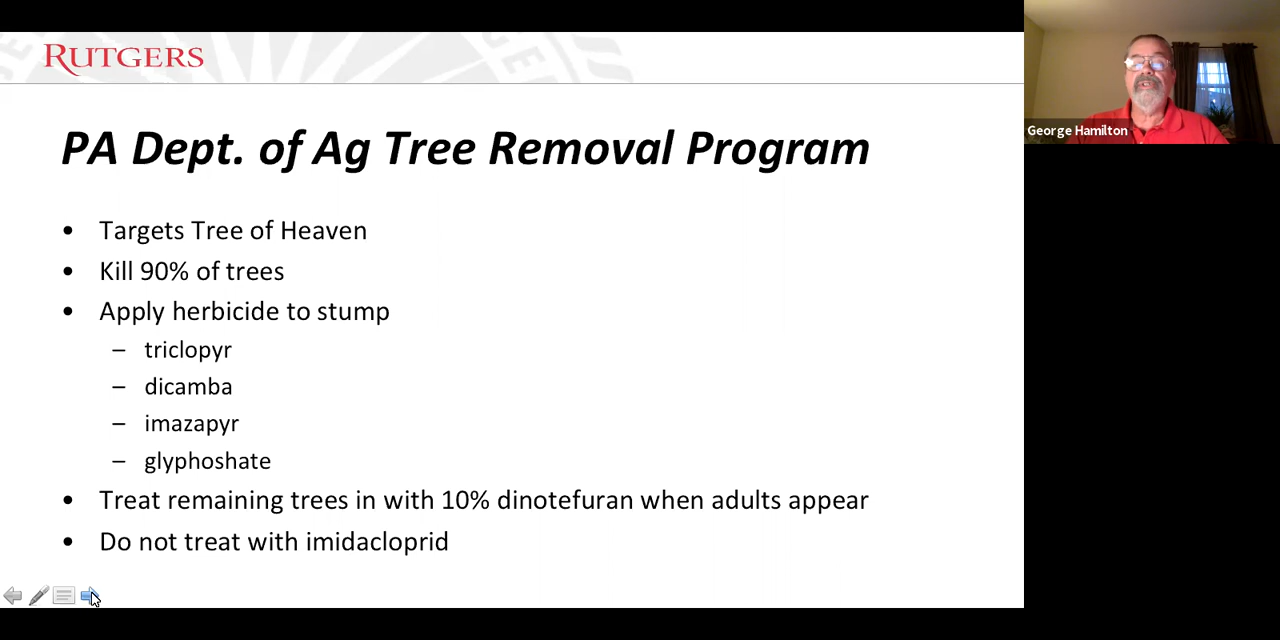 RUTGERS
PA Dept. of Ag Tree Removal Program
• Targets Tree of Heaven
• Kill 90% of trees
• Apply herbicide to stump
– triclopyr
– dicamba
– imazapyr
– glyphoshate
• Treat remaining trees in with 10% dinotefuran when adults appear
• Do not treat with imidacloprid
George Hamilton